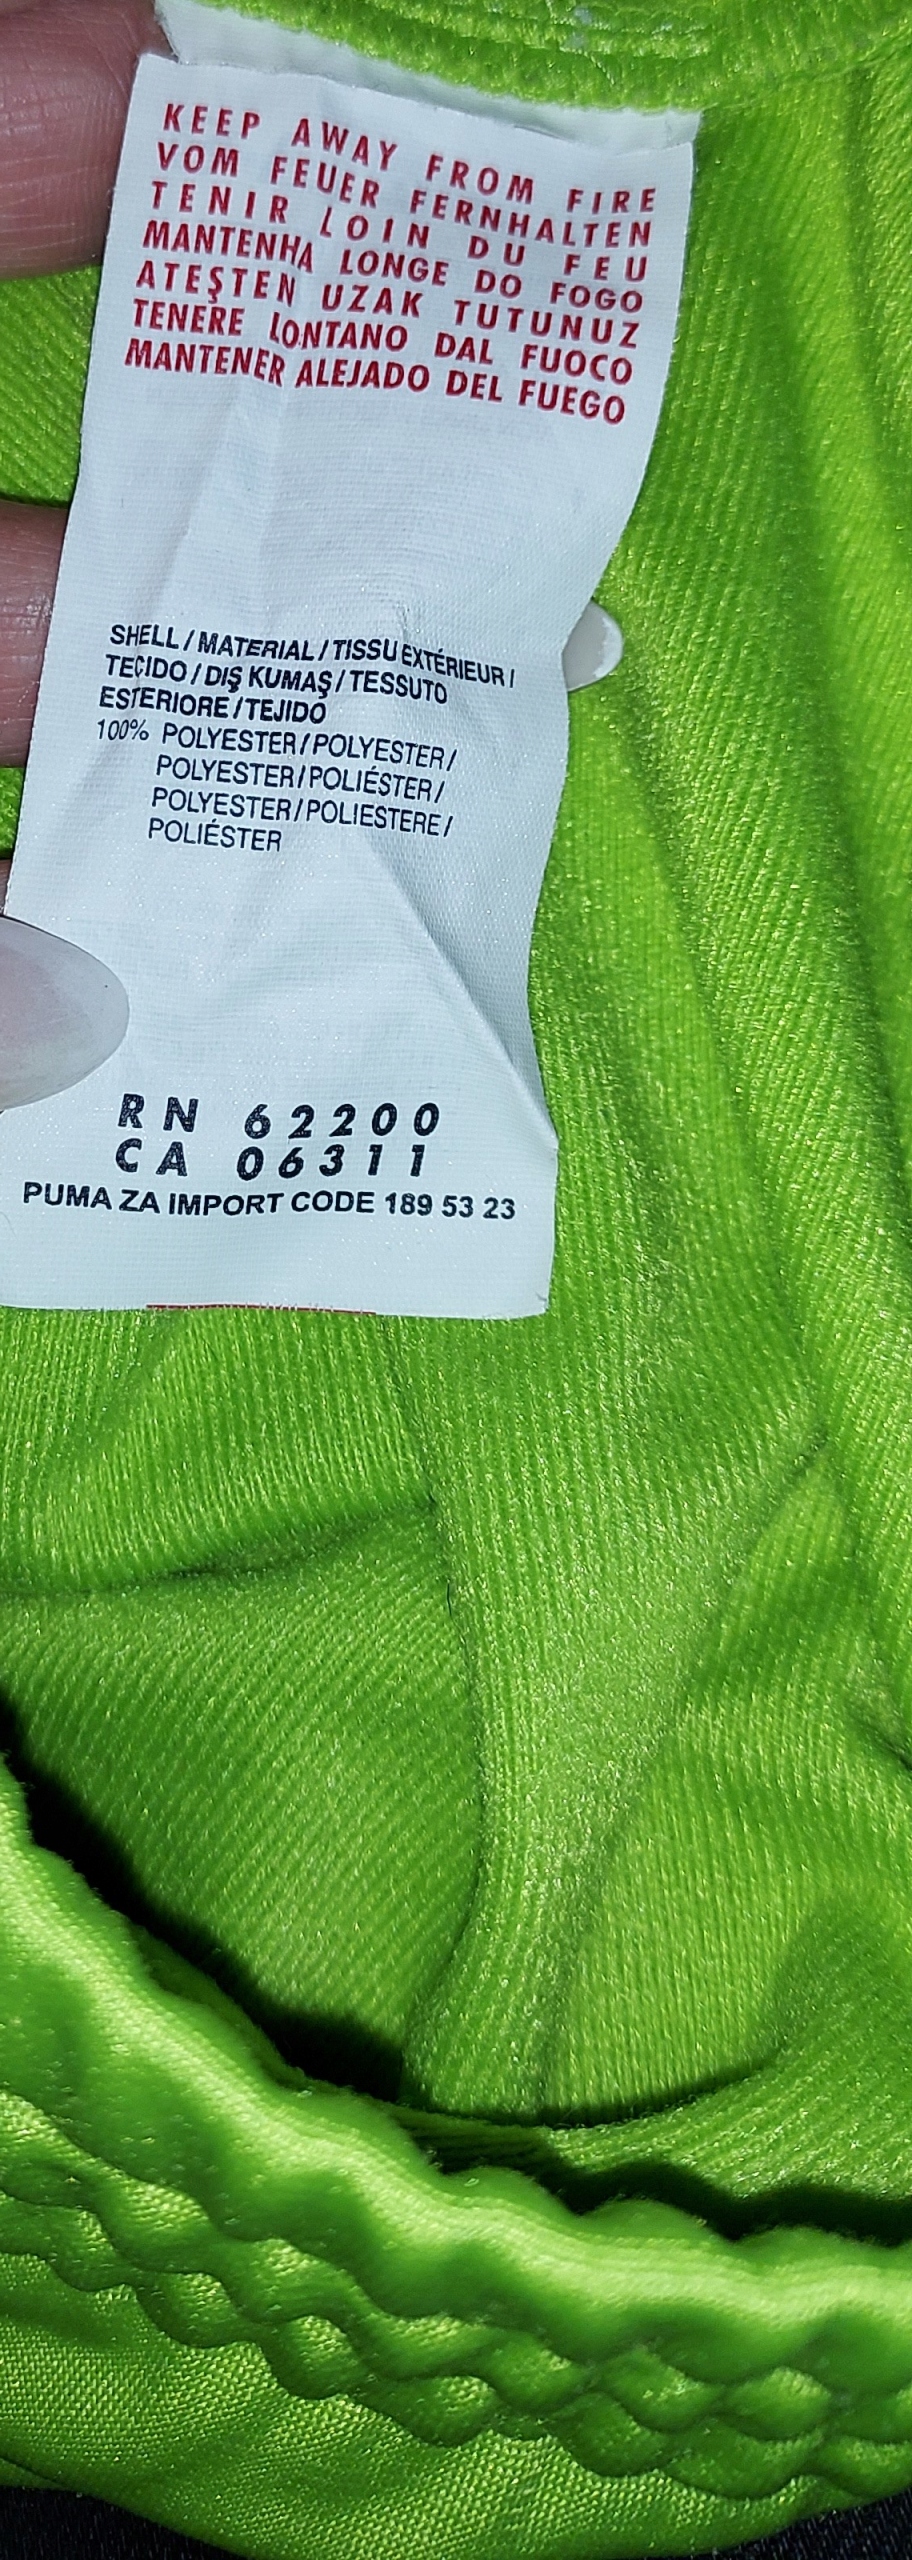 KEEP AWAY FROM FIRE
VOM FEUER FERNHALTEN
TENIR LOIN DU FEU
MANTENHA LONGE DO FOGO
ATEŞTEN UZAK TUTUNUZ
TENERE LONTANO DAL FUOCO
MANTENER ALEJADO DEL FUEGO
SHELL / MATERIAL / TISSU EXTÉRIEUR /
TECIDO / DIŞ KUMAŞ / TESSUTO
ESTERIORE / TEJIDO
100% POLYESTER / POLYESTER /
POLYESTER / POLIÉSTER /
POLYESTER / POLIESTERE /
POLIÉSTER
RN 62200
CA 06311
PUMA ZA IMPORT CODE 189 53 23